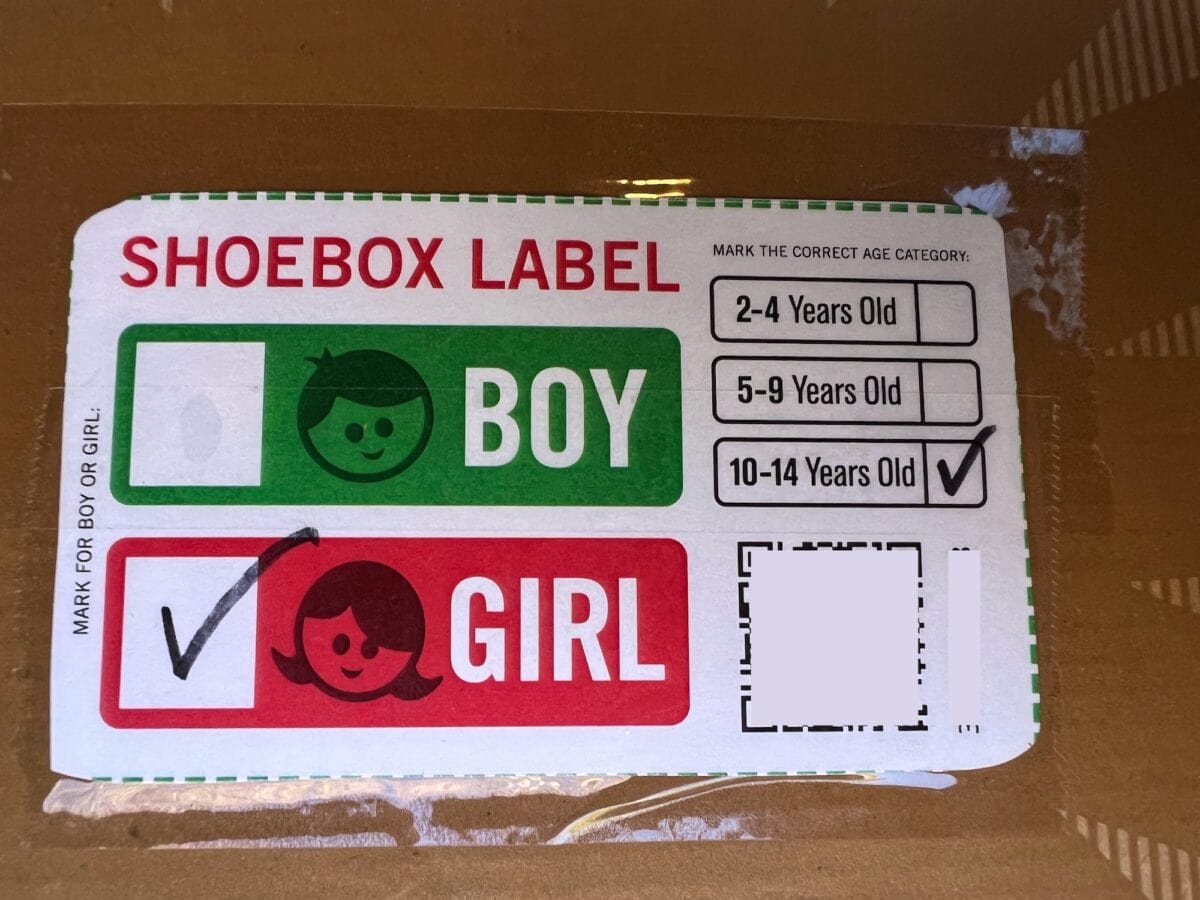 SHOEBOX LABEL
MARK FOR BOY OR GIRL:
BOY
GIRL
MARK THE CORRECT AGE CATEGORY:
2-4 Years Old
5-9 Years Old
10-14 Years Old